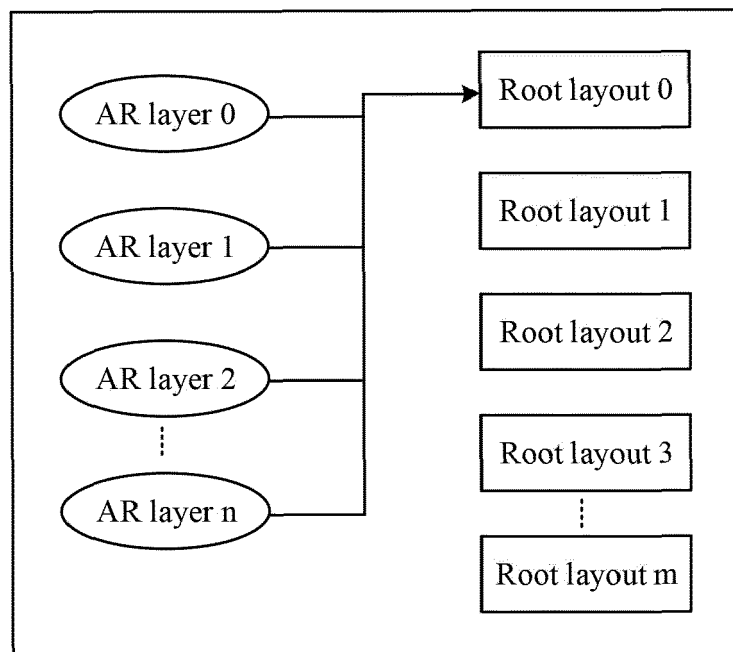 AR layer 0
AR layer 1
AR layer 2
AR layer n
Root layout 0
Root layout 1
Root layout 2
Root layout 3
Root layout m